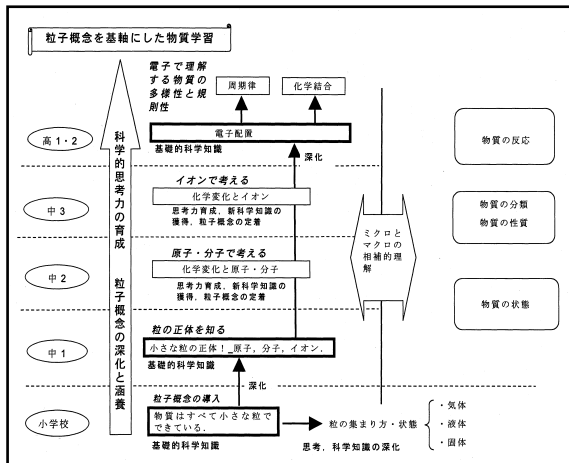 粒子概念を基軸にした物質学習
電子で理解
する物質の
多様性と規
則性
周期律
化学結合
高1・2
電子配置
基礎的科学知識
深化
物質の反応
イオンで考える
中3
化学変化とイオン
思考力育成，新科学知識の
獲得，粒子概念の定着
物質の分類
物質の性質
ミクロと
マクロの
相補的理
解
原子・分子で考える
中2
化学変化と原子・分子
思考力育成，新科学知識の
獲得，粒子概念の定着
物質の状態
粒の正体を知る
中1
小さな粒の正体！_原子，分子，イオン．
基礎的科学知識
深化
粒子概念の導入
小学校
物質はすべて小さな粒で
できている．
基礎的科学知識
粒の集まり方・状態
思考，科学知識の深化
・気体
・液体
・固体
科学的思考力の育成
粒子概念の深化と涵養